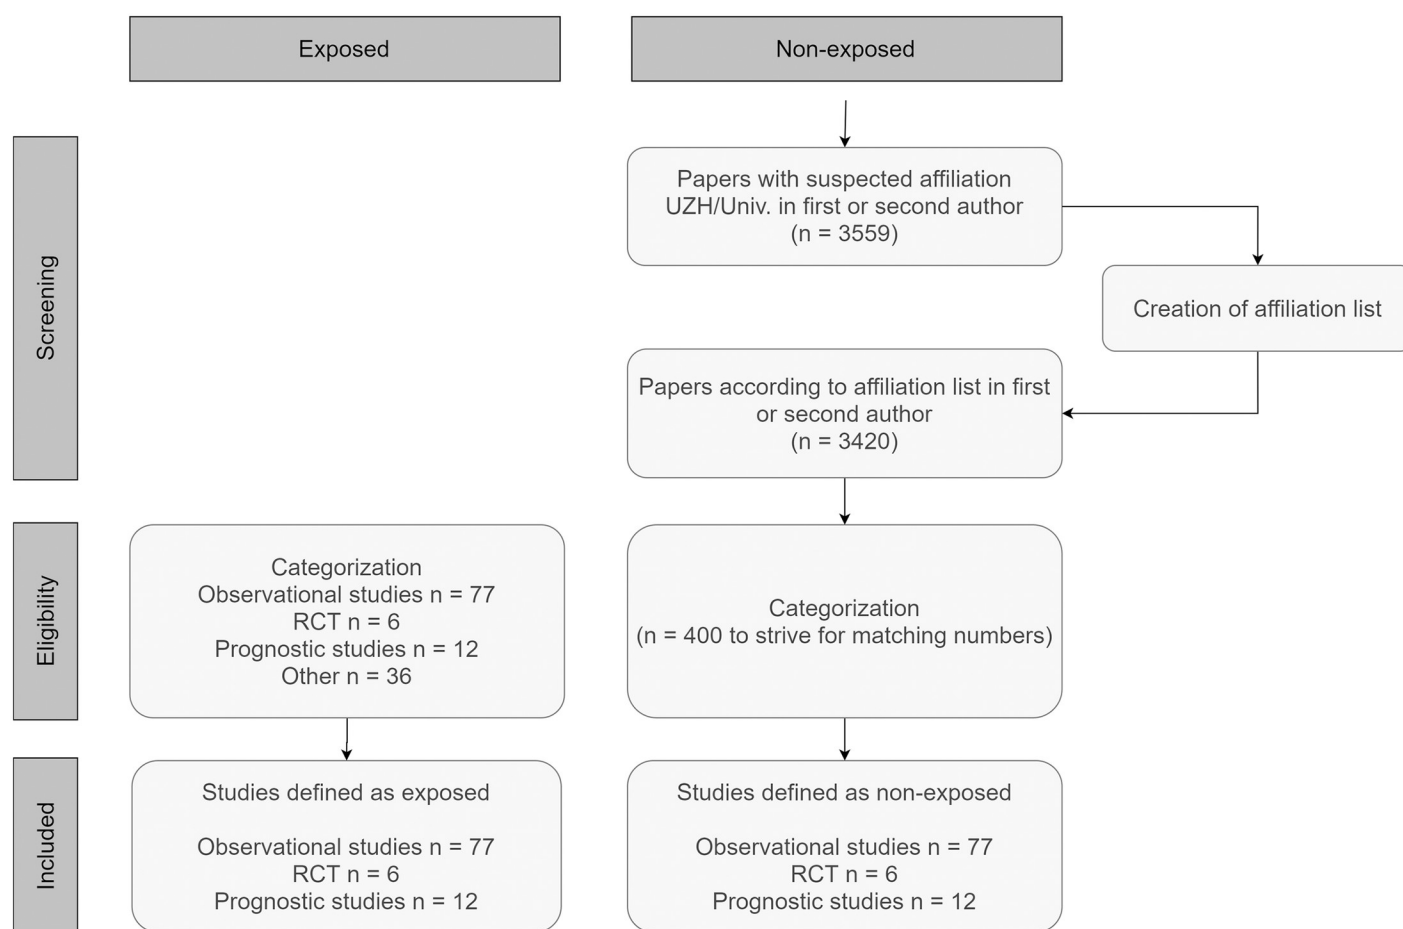 Exposed
Non-exposed
Screening
Papers with suspected affiliation
UZH/Univ. in first or second author
(n = 3559)
Creation of affiliation list
Papers according to affiliation list in first
or second author
(n = 3420)
Eligibility
Categorization
Observational studies n = 77
RCT n = 6
Prognostic studies n = 12
Other n = 36
Categorization
(n = 400 to strive for matching numbers)
Included
Studies defined as exposed
Observational studies n = 77
RCT n = 6
Prognostic studies n = 12
Studies defined as non-exposed
Observational studies n = 77
RCT n = 6
Prognostic studies n = 12